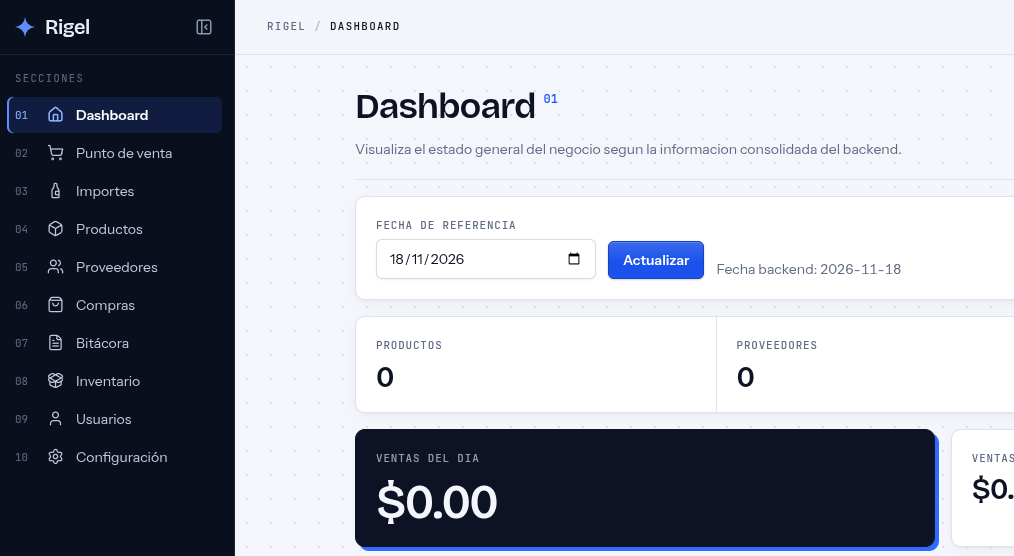 Rigel
SECCIONES
01 Dashboard
02 Punto de venta
03 Importes
04 Productos
05 Proveedores
06 Compras
07 Bitácora
08 Inventario
09 Usuarios
10 Configuración
RIGEL / DASHBOARD
Dashboard 01
Visualiza el estado general del negocio segun la informacion consolidada del backend.
FECHA DE REFERENCIA
18/11/2026
Actualizar
Fecha backend: 2026-11-18
PRODUCTOS
0
PROVEEDORES
0
VENTAS DEL DIA
$0.00
VENTAS
$0.